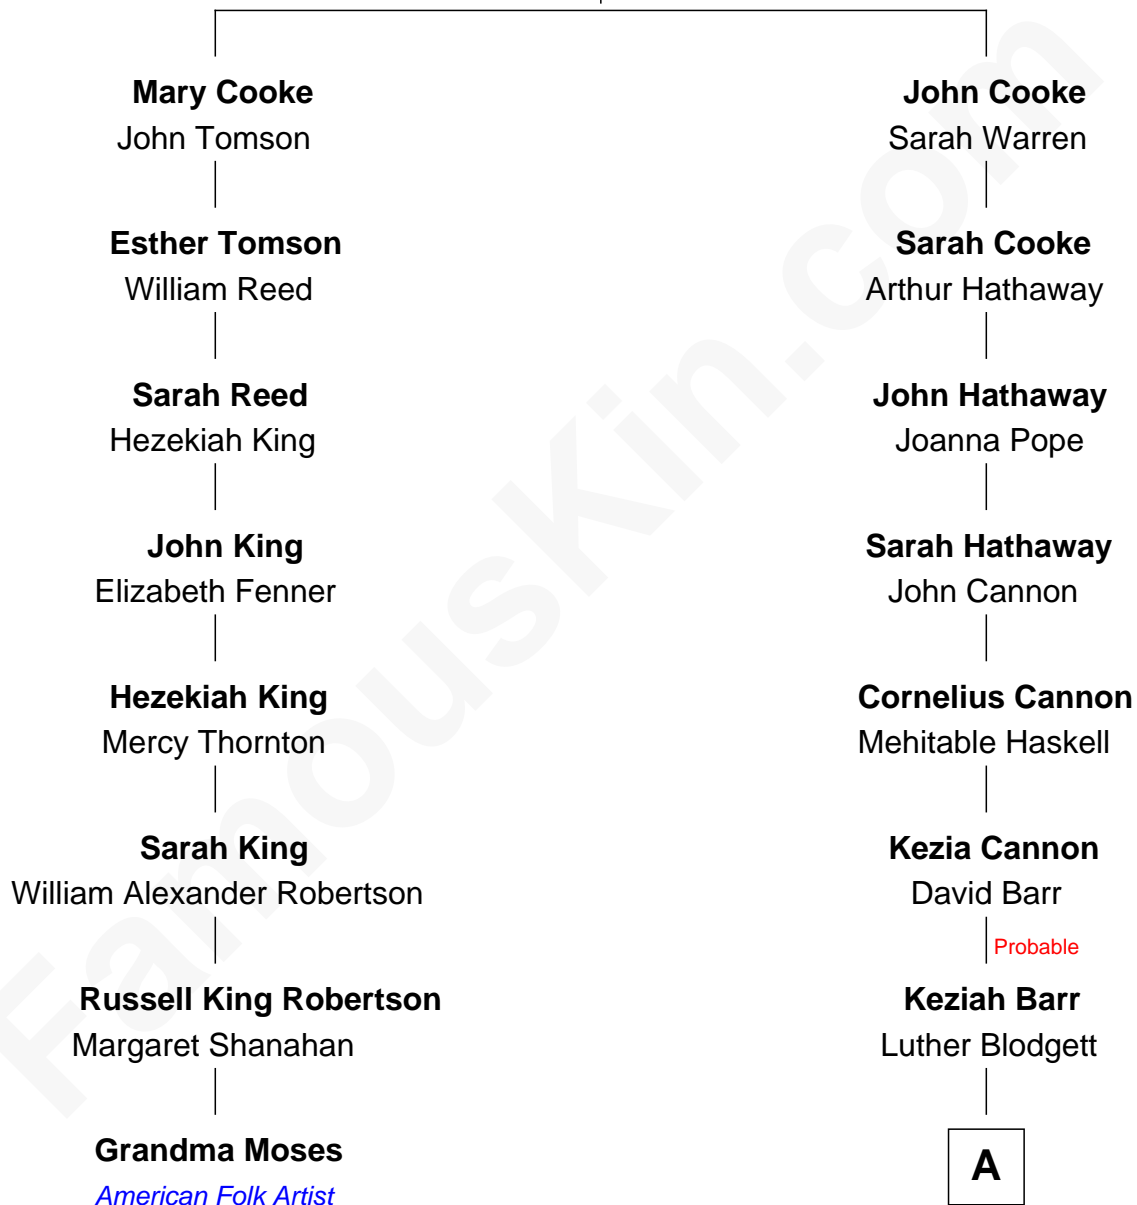 Mary Cooke
John Tomson
John Cooke
Sarah Warren
Esther Tomson
William Reed
Sarah Cooke
Arthur Hathaway
Sarah Reed
Hezekiah King
John Hathaway
Joanna Pope
John King
Elizabeth Fenner
Sarah Hathaway
John Cannon
Hezekiah King
Mercy Thornton
Cornelius Cannon
Mehitable Haskell
Sarah King
William Alexander Robertson
Kezia Cannon
David Barr
Probable
Russell King Robertson
Margaret Shanahan
Keziah Barr
Luther Blodgett
Grandma Moses
American Folk Artist
A
FamousKin.com